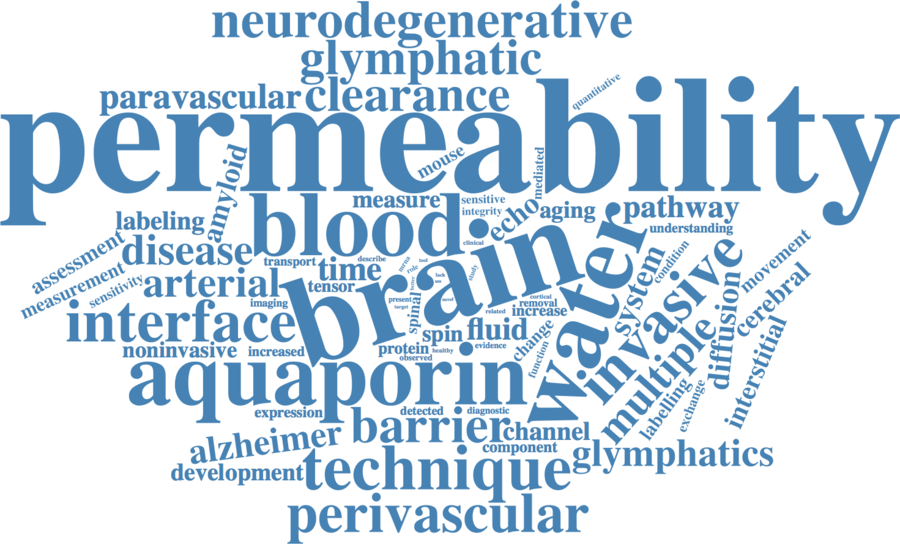 neurodegenerative
glymphatic
paravascular
clearance
quantitative
permeability
mouse
mediated
amyloid
measure
sensitive
integrity
echo
aging
pathway
labeling
blood
clinical
understanding
assessment
disease
transport
describe
time
brain
water
system
condition
movement
measurement
sensitivity
arterial
imaging
tensor
role
lack
study
present
target
novel
spinal
cortical
removal
related
increase
invasive
diffusion
cerebral
interface
spin
fluid
change
multiple
interstitial
noninvasive
increased
protein
observed
healthy
evidence
function
aquaporin
labelling
exchange
expression
detected
diagnostic
barrier
channel
component
alzheimer
development
technique
glymphatics
perivascular